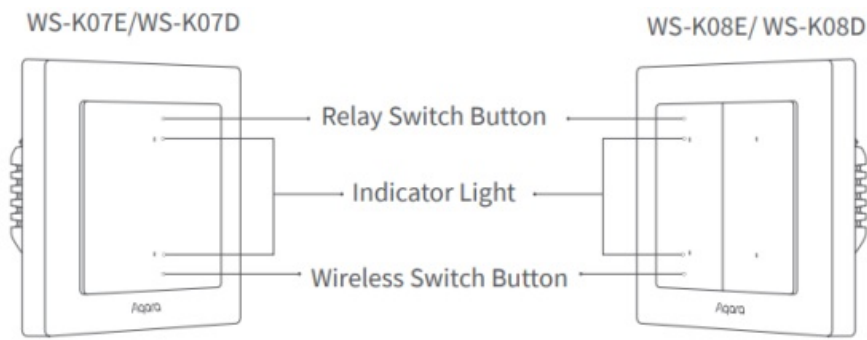 WS-K07E/WS-K07D
WS-K08E/ WS-K08D
Relay Switch Button
Indicator Light
Wireless Switch Button
Aqara
Aqara